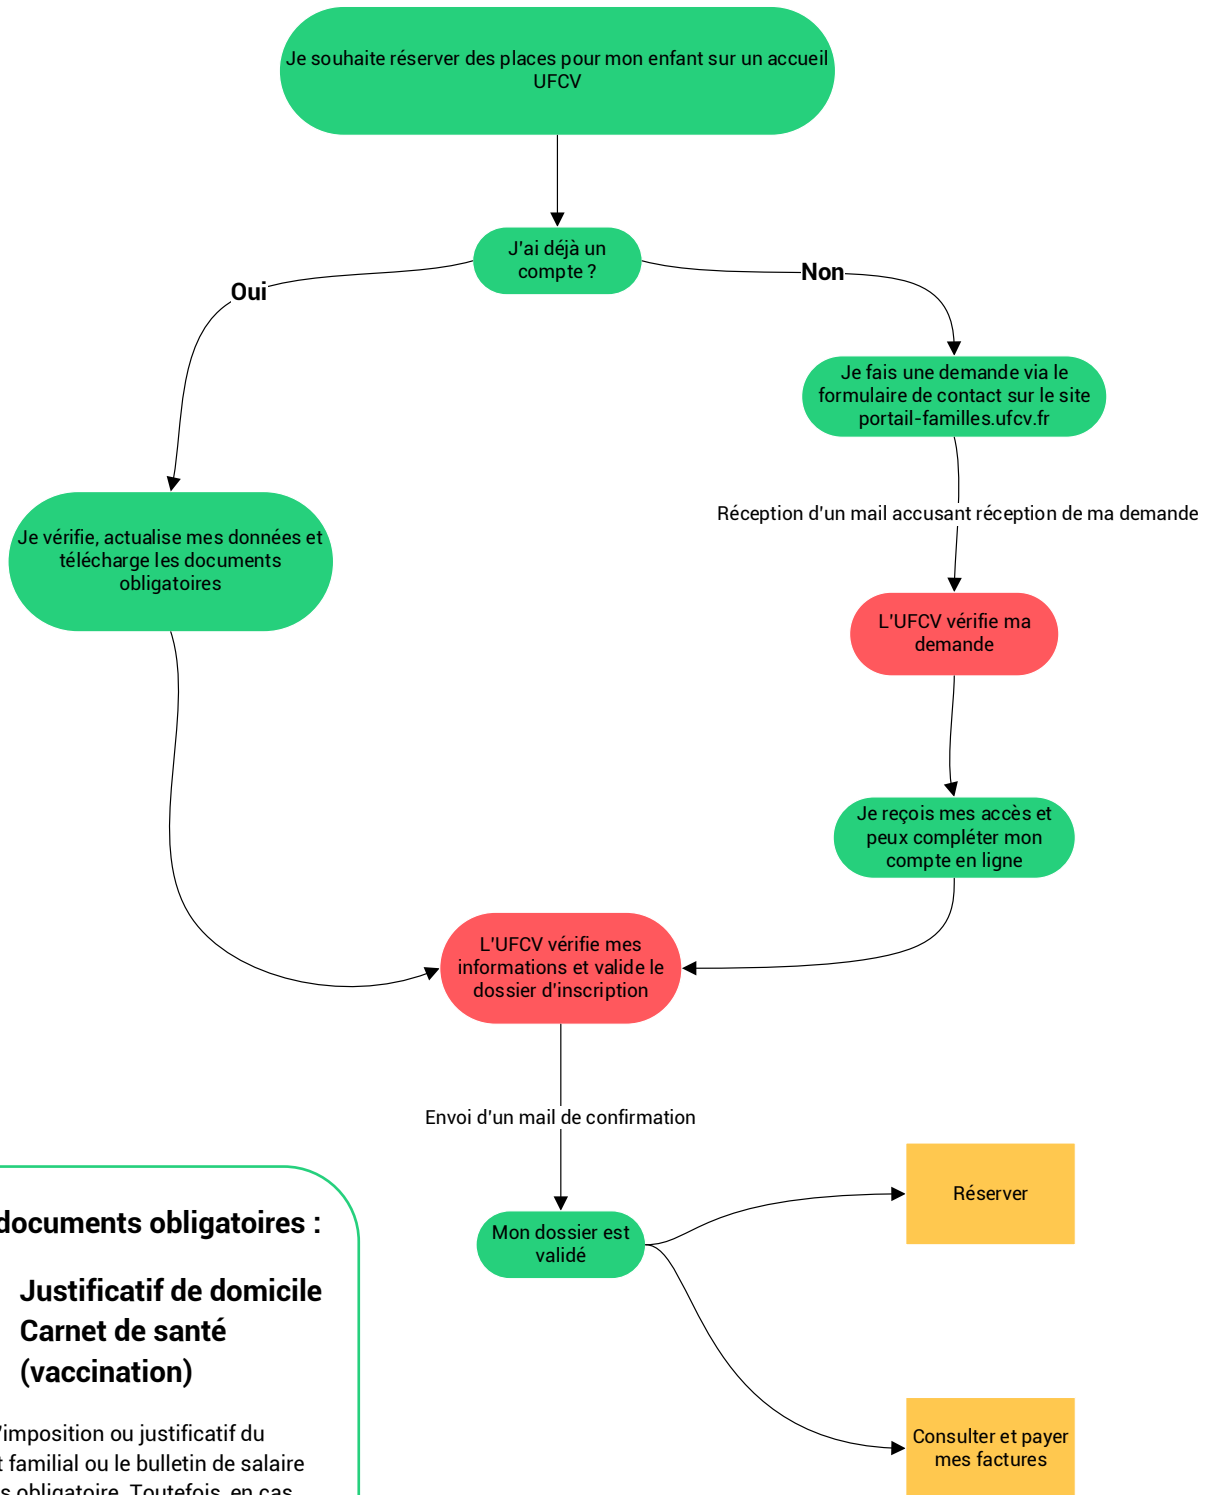 Je souhaite réserver des places pour mon enfant sur un accueil
UFCV
J'ai déjà un
compte ?
Oui
Non
Je fais une demande via le
formulaire de contact sur le site
portail-familles.ufcv.fr
Réception d'un mail accusant réception de ma demande
Je vérifie, actualise mes données et
télécharge les documents
obligatoires
L'UFCV vérifie ma
demande
Je reçois mes accès et
peux compléter mon
compte en ligne
L'UFCV vérifie mes
informations et valide le
dossier d'inscription
Envoi d'un mail de confirmation
Mon dossier est
validé
Réserver
Consulter et payer
mes factures
documents obligatoires :
Justificatif de domicile
Carnet de santé
(vaccination)
'imposition ou justificatif du
t familial ou le bulletin de salaire
s obligatoire. Toutefois, en cas